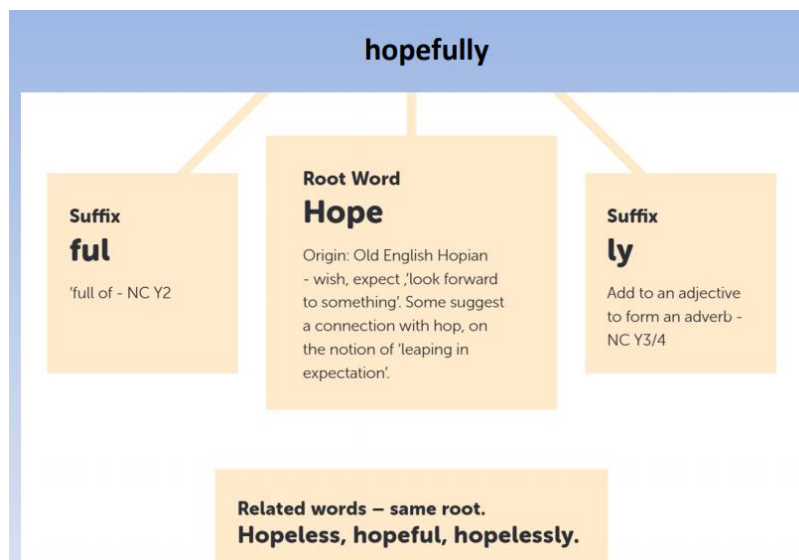 hopefully
Suffix
ful
‘full of - NC Y2
Root Word
Hope
Origin: Old English Hopian
- wish, expect ,‘look forward
to something’. Some suggest
a connection with hop, on
the notion of ‘leaping in
expectation’.
Suffix
ly
Add to an adjective
to form an adverb -
NC Y3/4
Related words – same root.
Hopeless, hopeful, hopelessly.